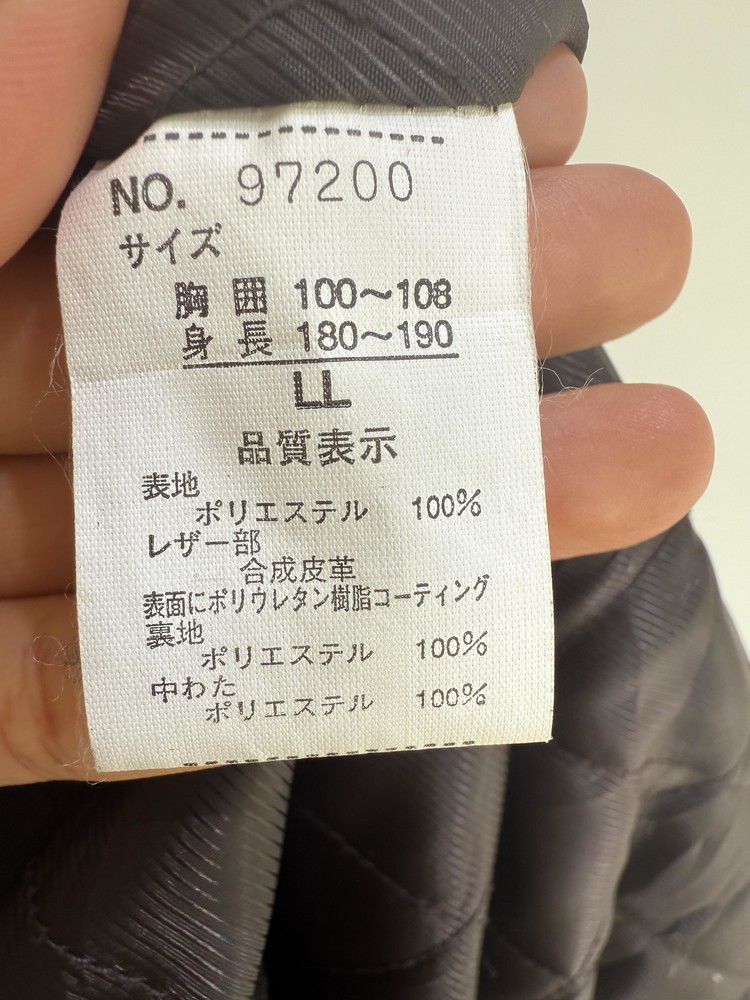 NO. 97200
サイズ
胸囲 100～108
身長 180～190
LL
品質表示
表地
ポリエステル 100%
レザー部
合成皮革
表面にポリウレタン樹脂コーティング
裏地
ポリエステル 100%
中わた
ポリエステル 100%